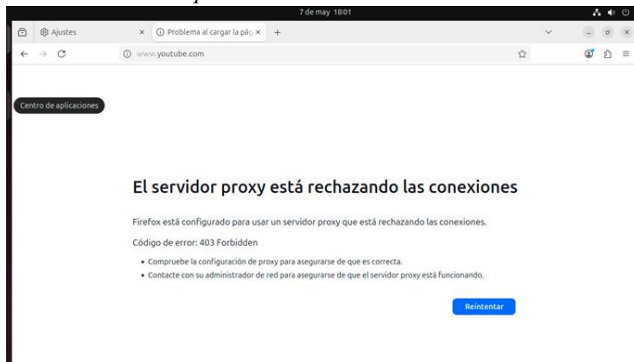 7 de may 18:01
Ajustes
Problema al cargar la pág
www.youtube.com
Centro de aplicaciones
El servidor proxy está rechazando las conexiones
Firefox está configurado para usar un servidor proxy que está rechazando las conexiones.
Código de error: 403 Forbidden
• Compruebe la configuración de proxy para asegurarse de que es correcta.
• Contacte con su administrador de red para asegurarse de que el servidor proxy está funcionando.
Reintentar